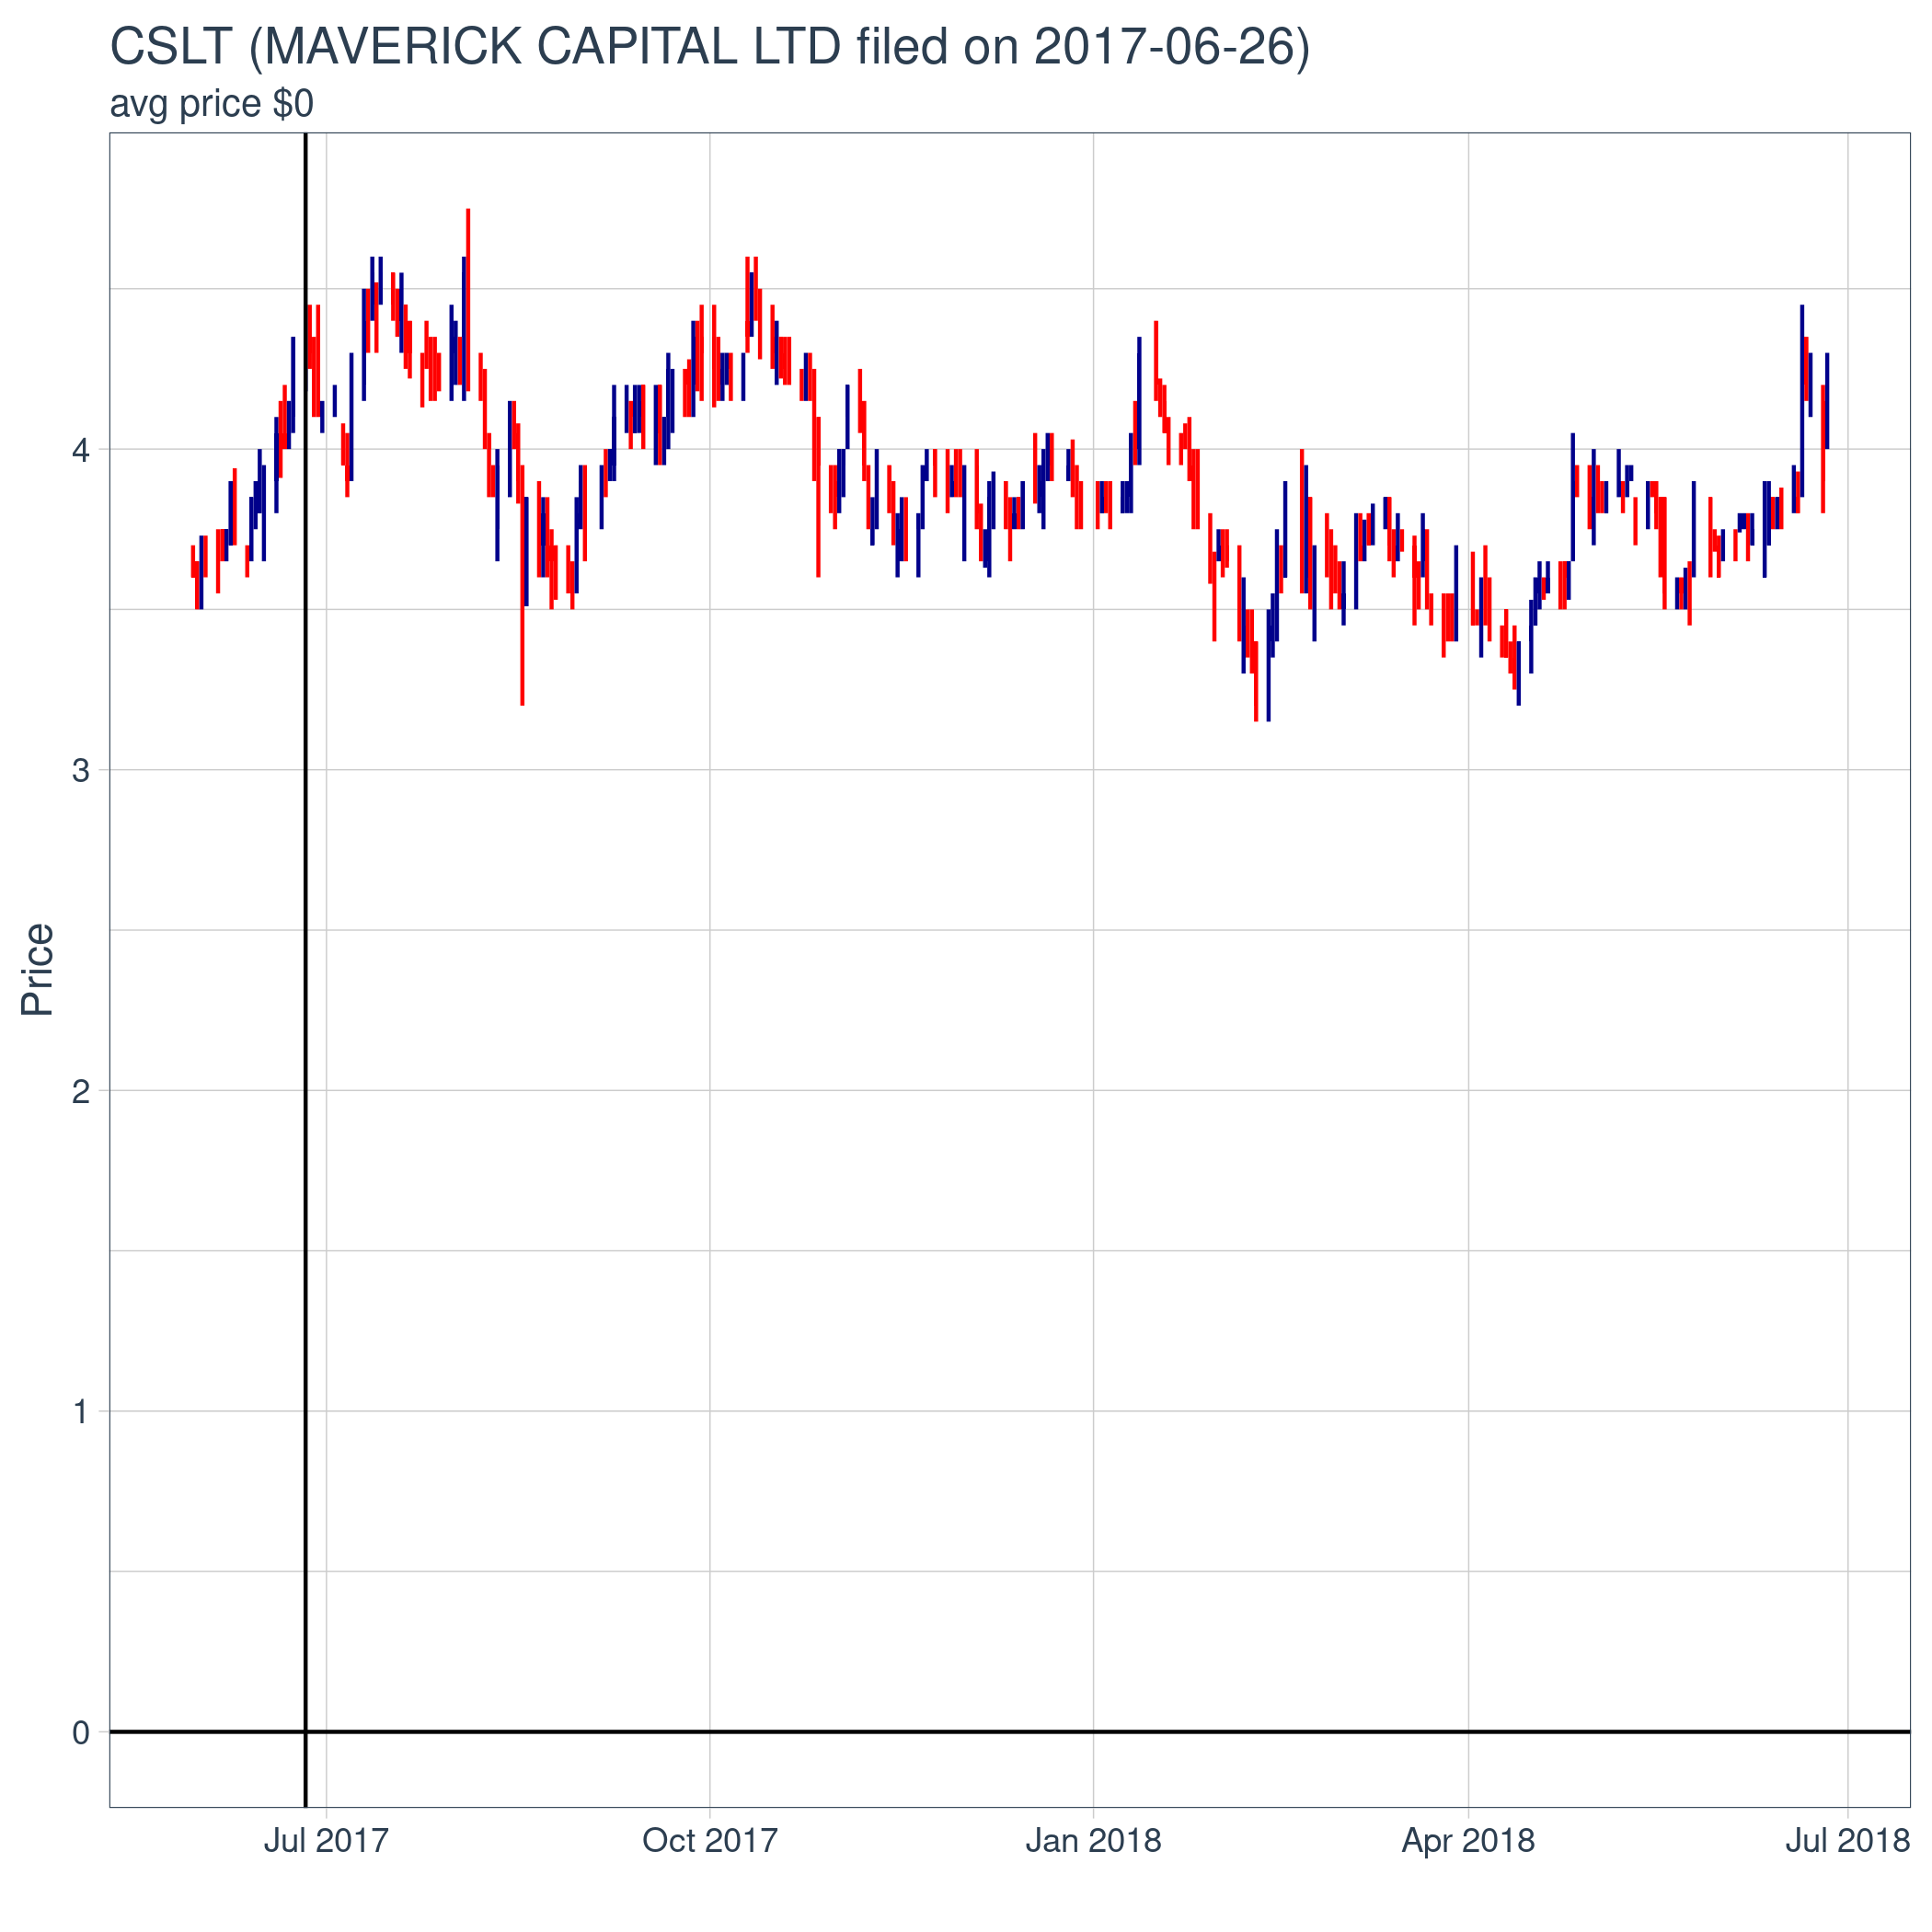 CSLT (MAVERICK CAPITAL LTD filed on 2017-06-26)
avg price $0
Price
4
3
2
1
0
Jul 2017
Oct 2017
Jan 2018
Apr 2018
Jul 2018